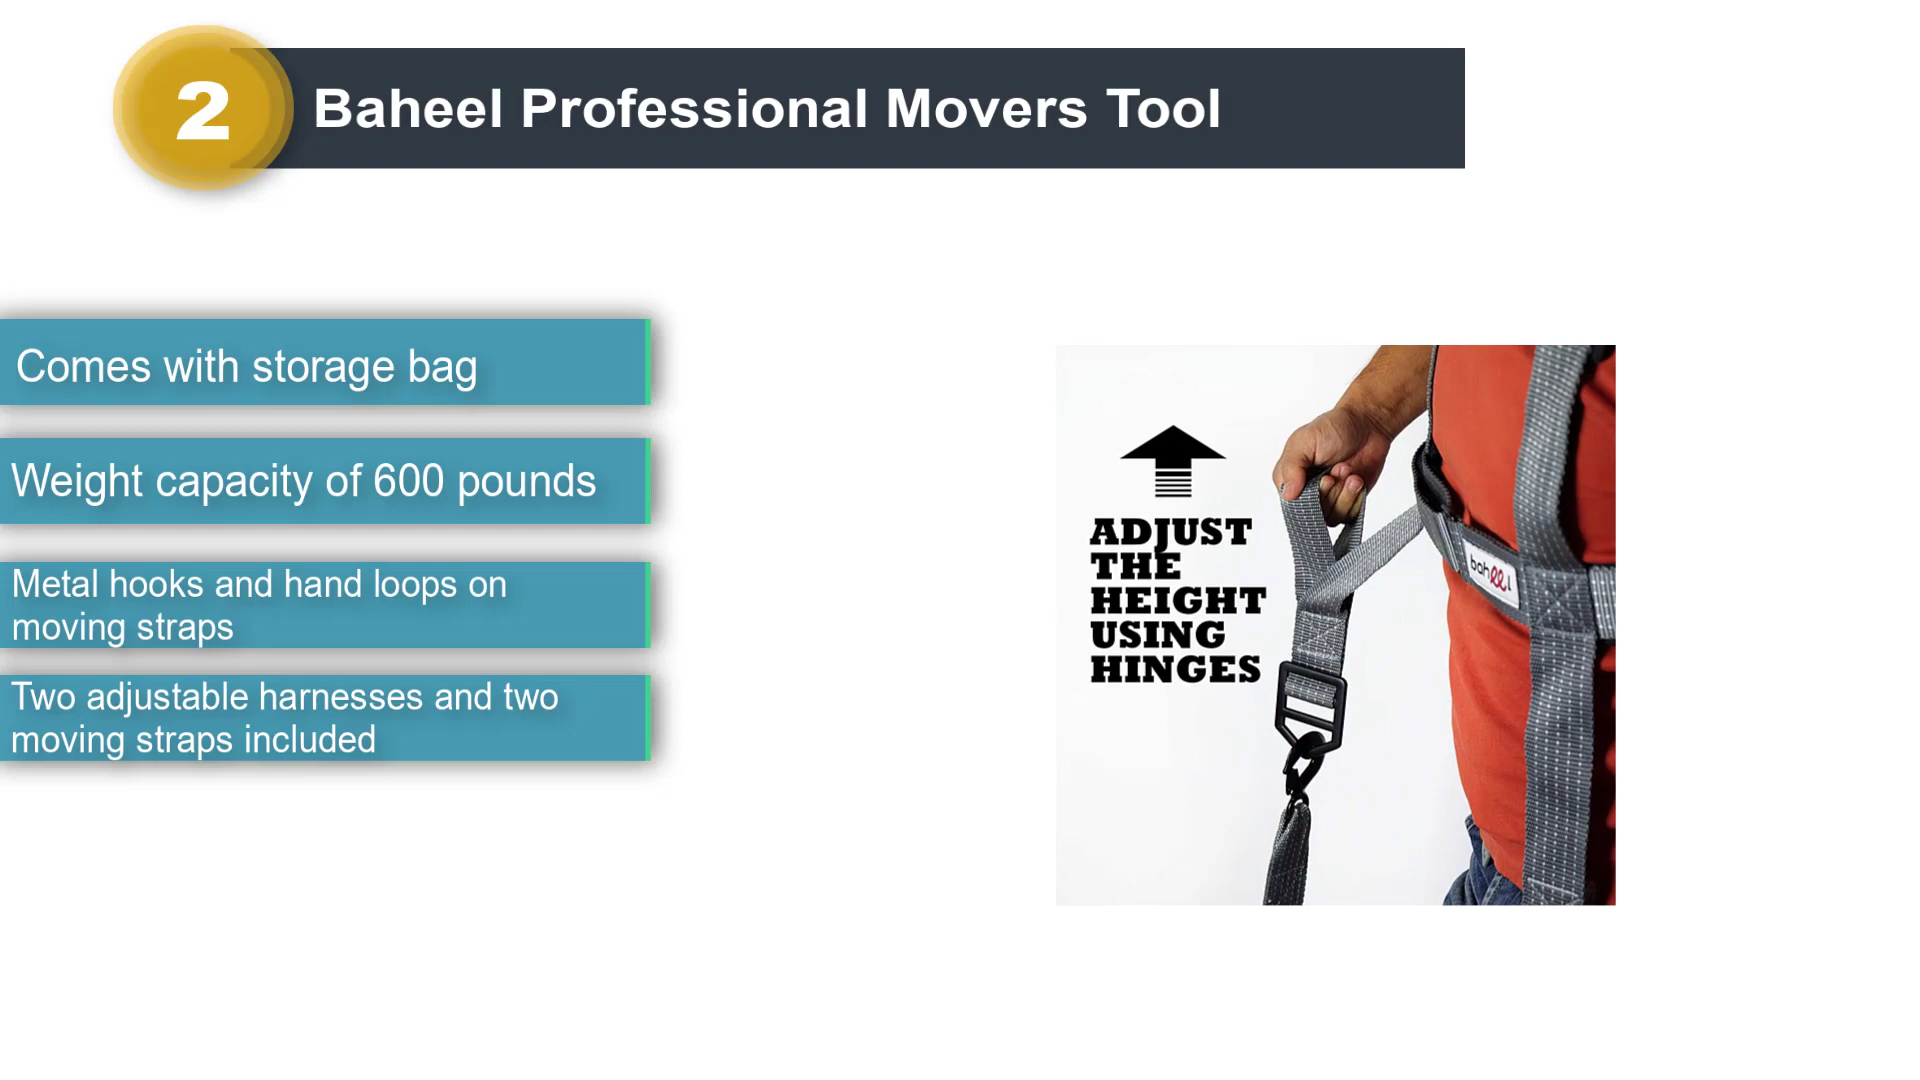 2
Baheel Professional Movers Tool
Comes with storage bag
Weight capacity of 600 pounds
Metal hooks and hand loops on
moving straps
Two adjustable harnesses and two
moving straps included
ADJUST
THE
HEIGHT
USING
HINGES
baheel